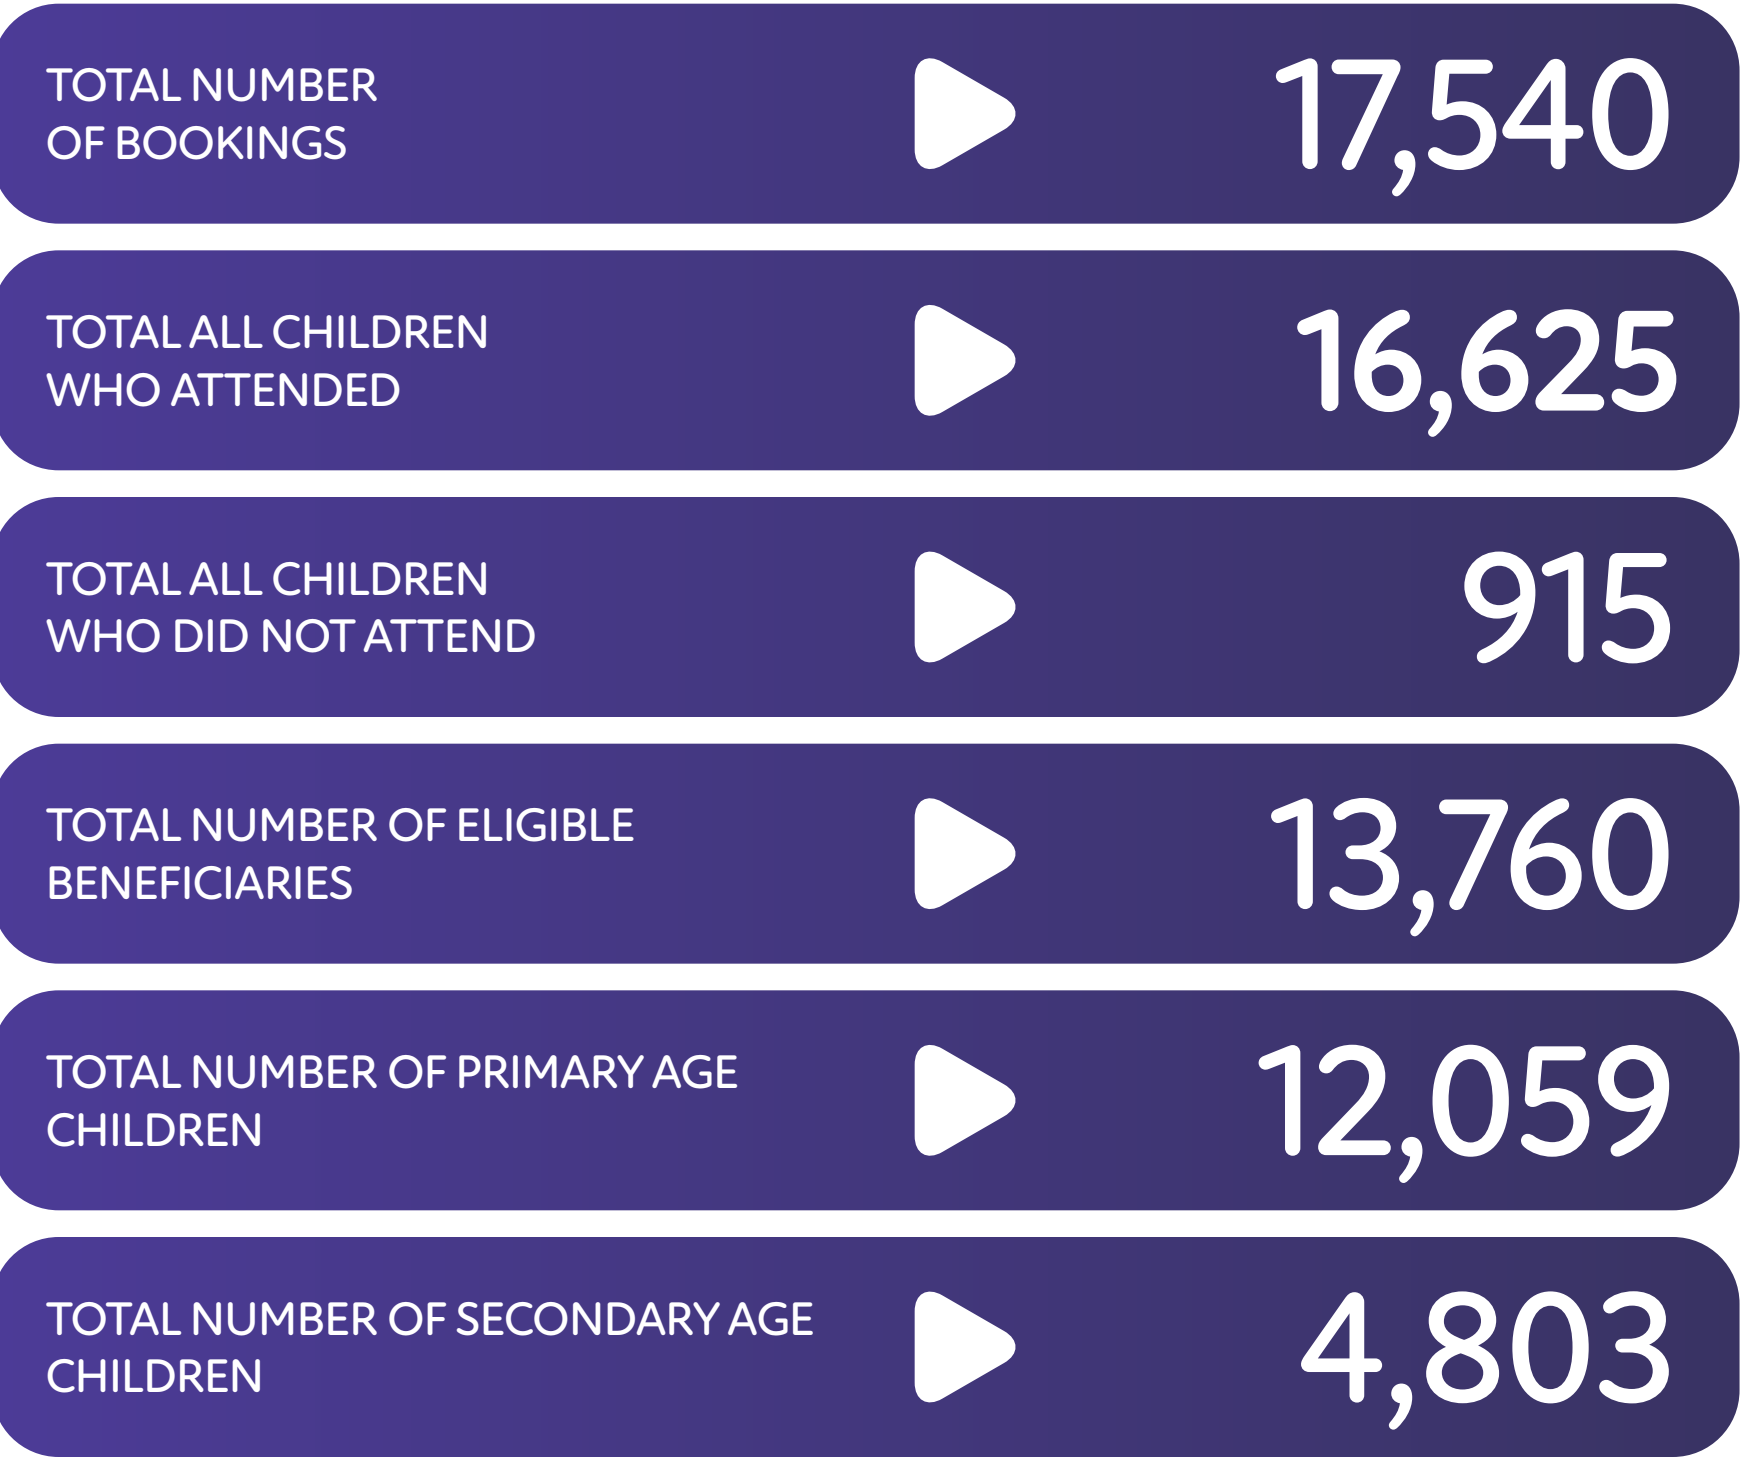 TOTAL NUMBER
OF BOOKINGS
17,540
TOTAL ALL CHILDREN
WHO ATTENDED
16,625
TOTAL ALL CHILDREN
WHO DID NOT ATTEND
915
TOTAL NUMBER OF ELIGIBLE
BENEFICIARIES
13,760
TOTAL NUMBER OF PRIMARY AGE
CHILDREN
12,059
TOTAL NUMBER OF SECONDARY AGE
CHILDREN
4,803